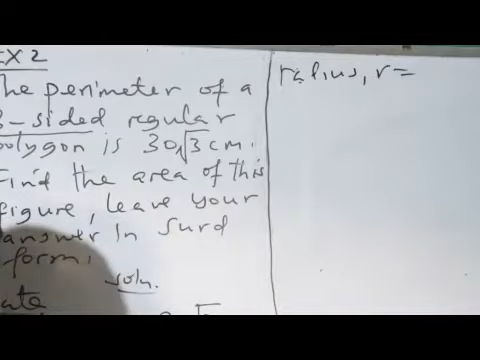 EX 2
The perimeter of a
3-sided regular
polygon is 30√3 cm.
Find the area of this
figure, leave your
answer in surd
form.
soln.
radius, r =